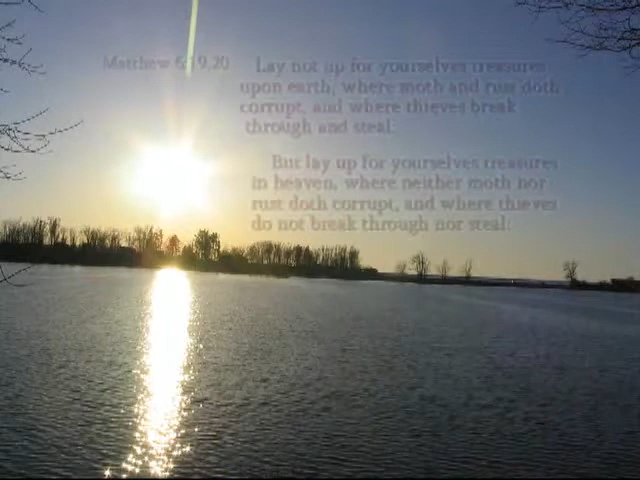 Matthew 6:19,20 Lay not up for yourselves treasures
upon earth, where moth and rust doth
corrupt, and where thieves break
through and steal:
But lay up for yourselves treasures
in heaven, where neither moth nor
rust doth corrupt, and where thieves
do not break through nor steal: